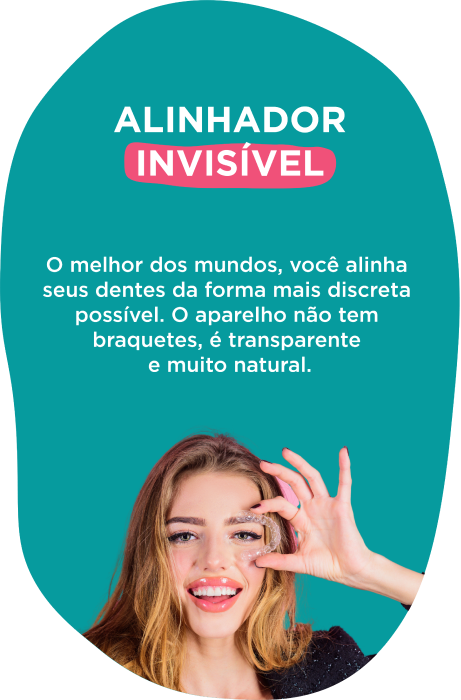 ALINHADOR
INVISÍVEL
O melhor dos mundos, você alinha
seus dentes da forma mais discreta
possível. O aparelho não tem
braquetes, é transparente
e muito natural.